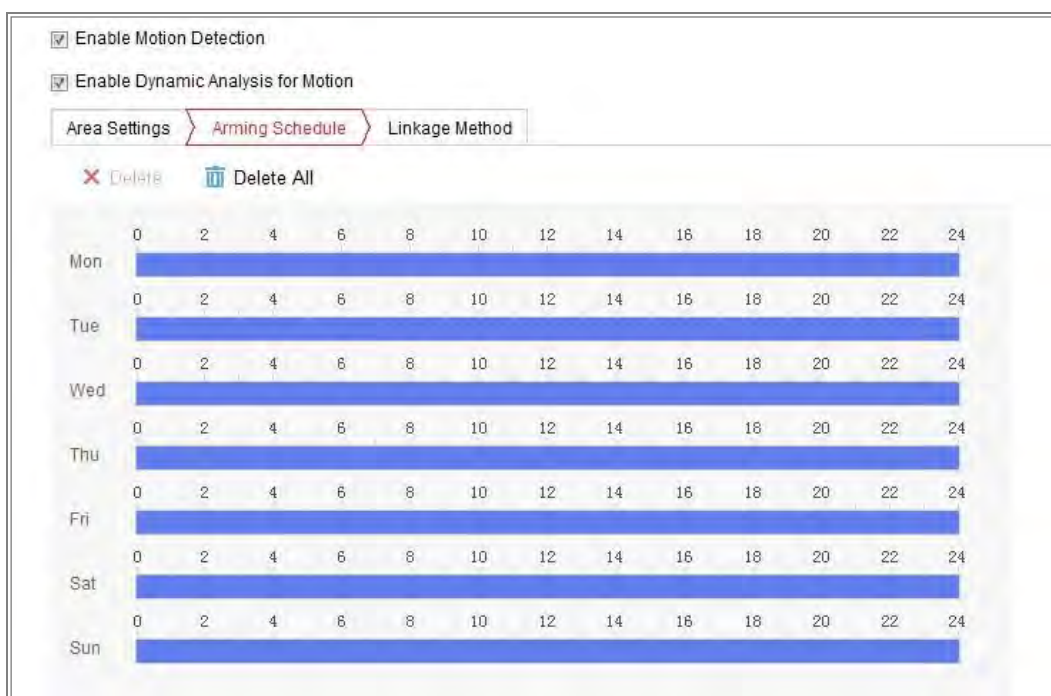 Enable Motion Detection
Enable Dynamic Analysis for Motion
Area Settings Arming Schedule Linkage Method
Delete Delete All
0 2 4 6 8 10 12 14 16 18 20 22 24
Mon
0 2 4 6 8 10 12 14 16 18 20 22 24
Tue
0 2 4 6 8 10 12 14 16 18 20 22 24
Wed
0 2 4 6 8 10 12 14 16 18 20 22 24
Thu
0 2 4 6 8 10 12 14 16 18 20 22 24
Fri
0 2 4 6 8 10 12 14 16 18 20 22 24
Sat
0 2 4 6 8 10 12 14 16 18 20 22 24
Sun